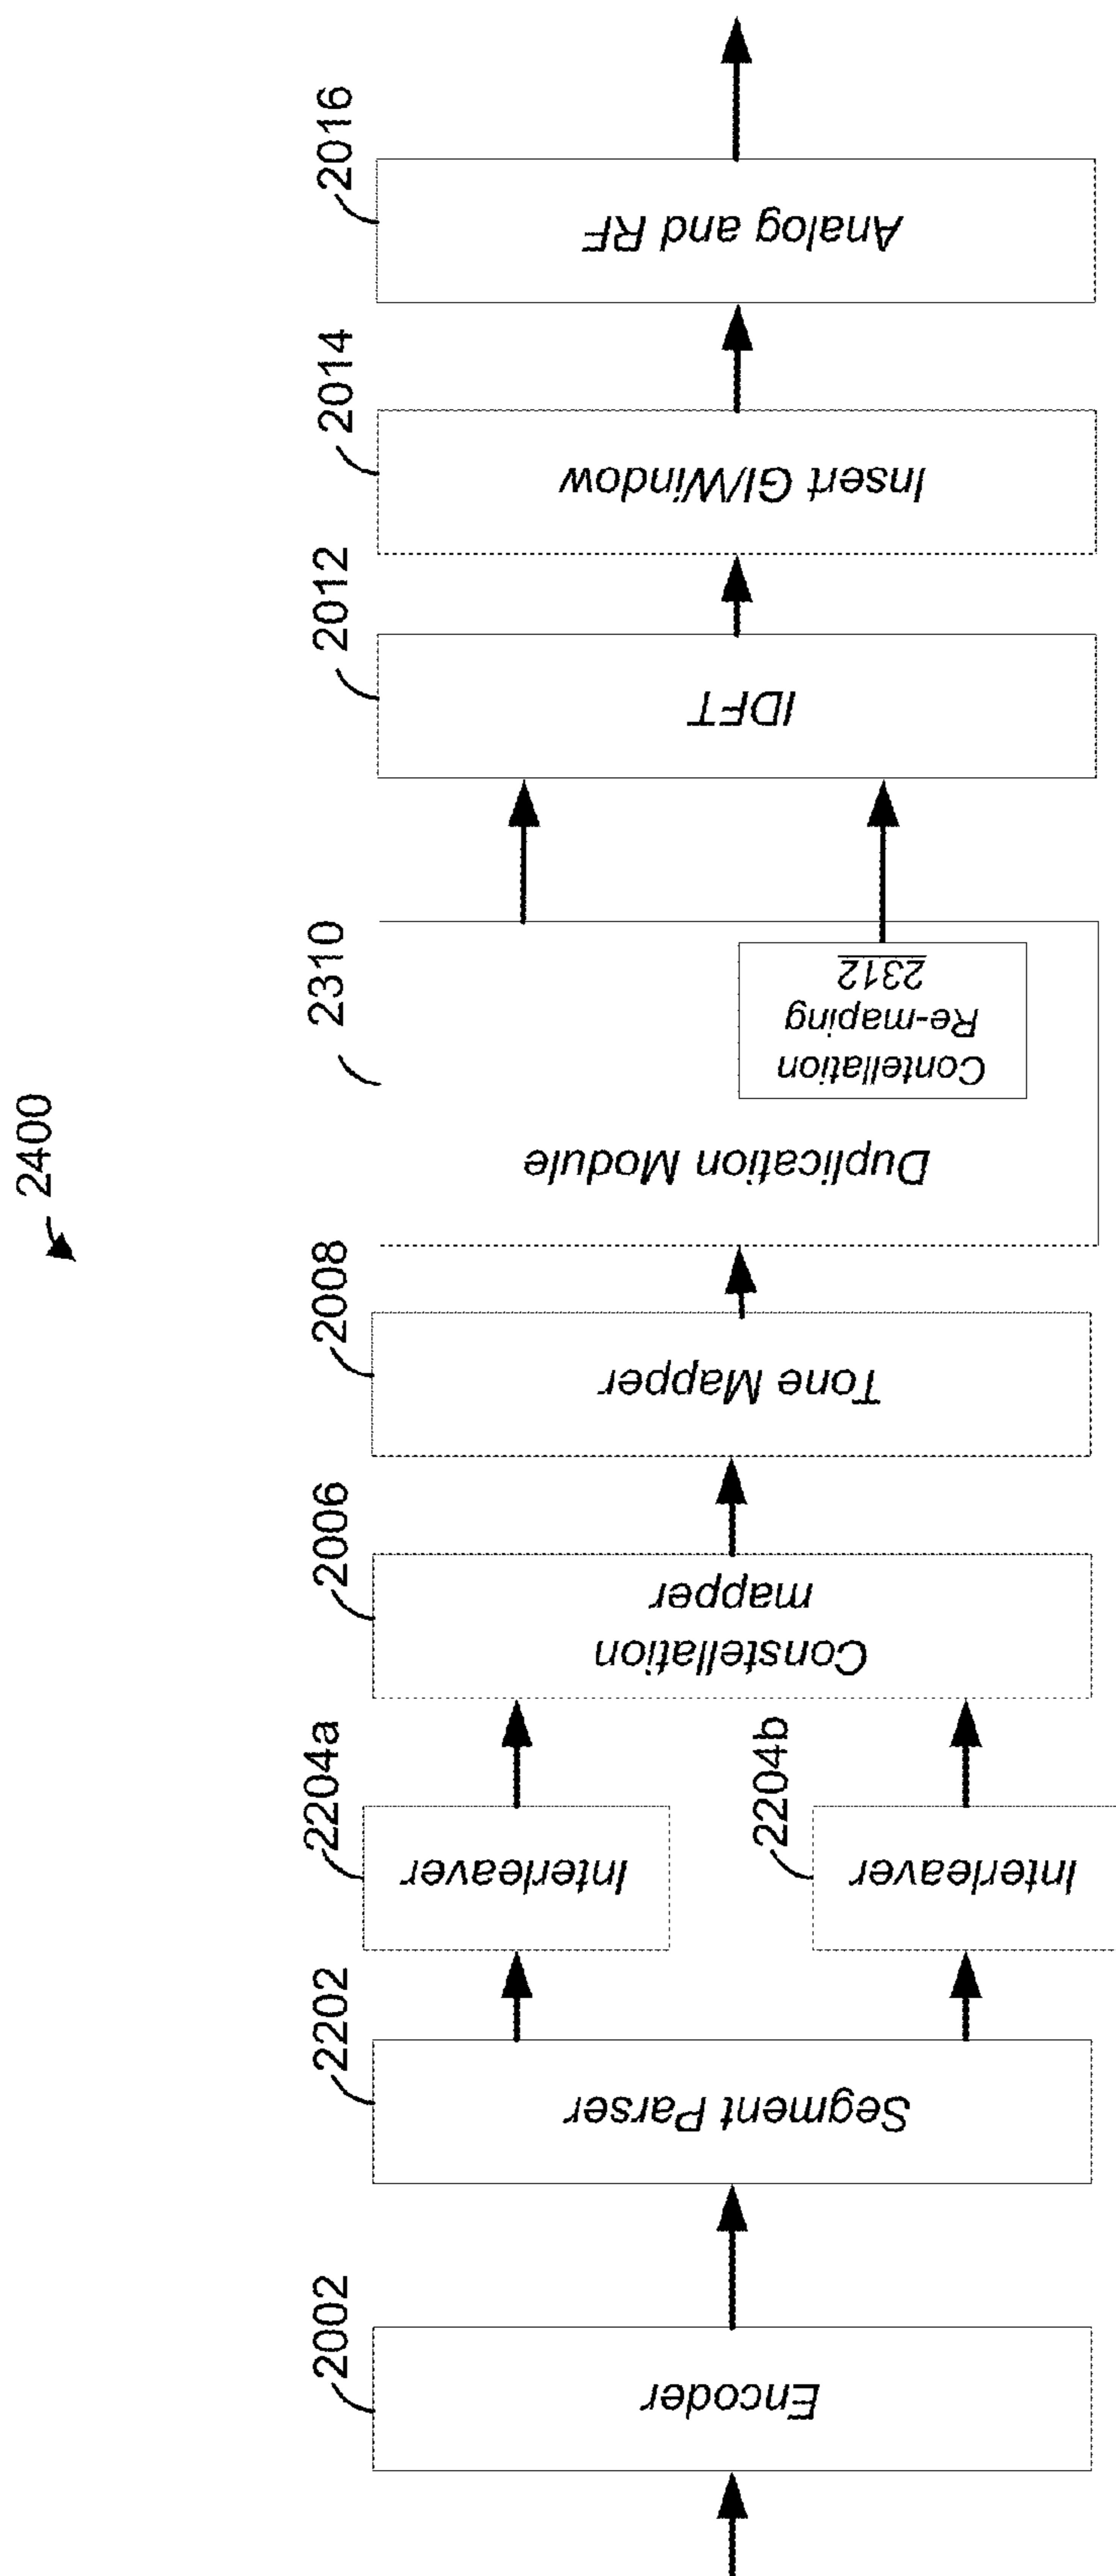 2400
2002
Encoder
2202
Segment Parser
2204a
Interleaver
2204b
Interleaver
2006
Constellation
mapper
2008
Tone Mapper
2310
Duplication Module
Contellation
Re-maping
2312
2012
IDFT
2014
Insert GI/Window
2016
Analog and RF